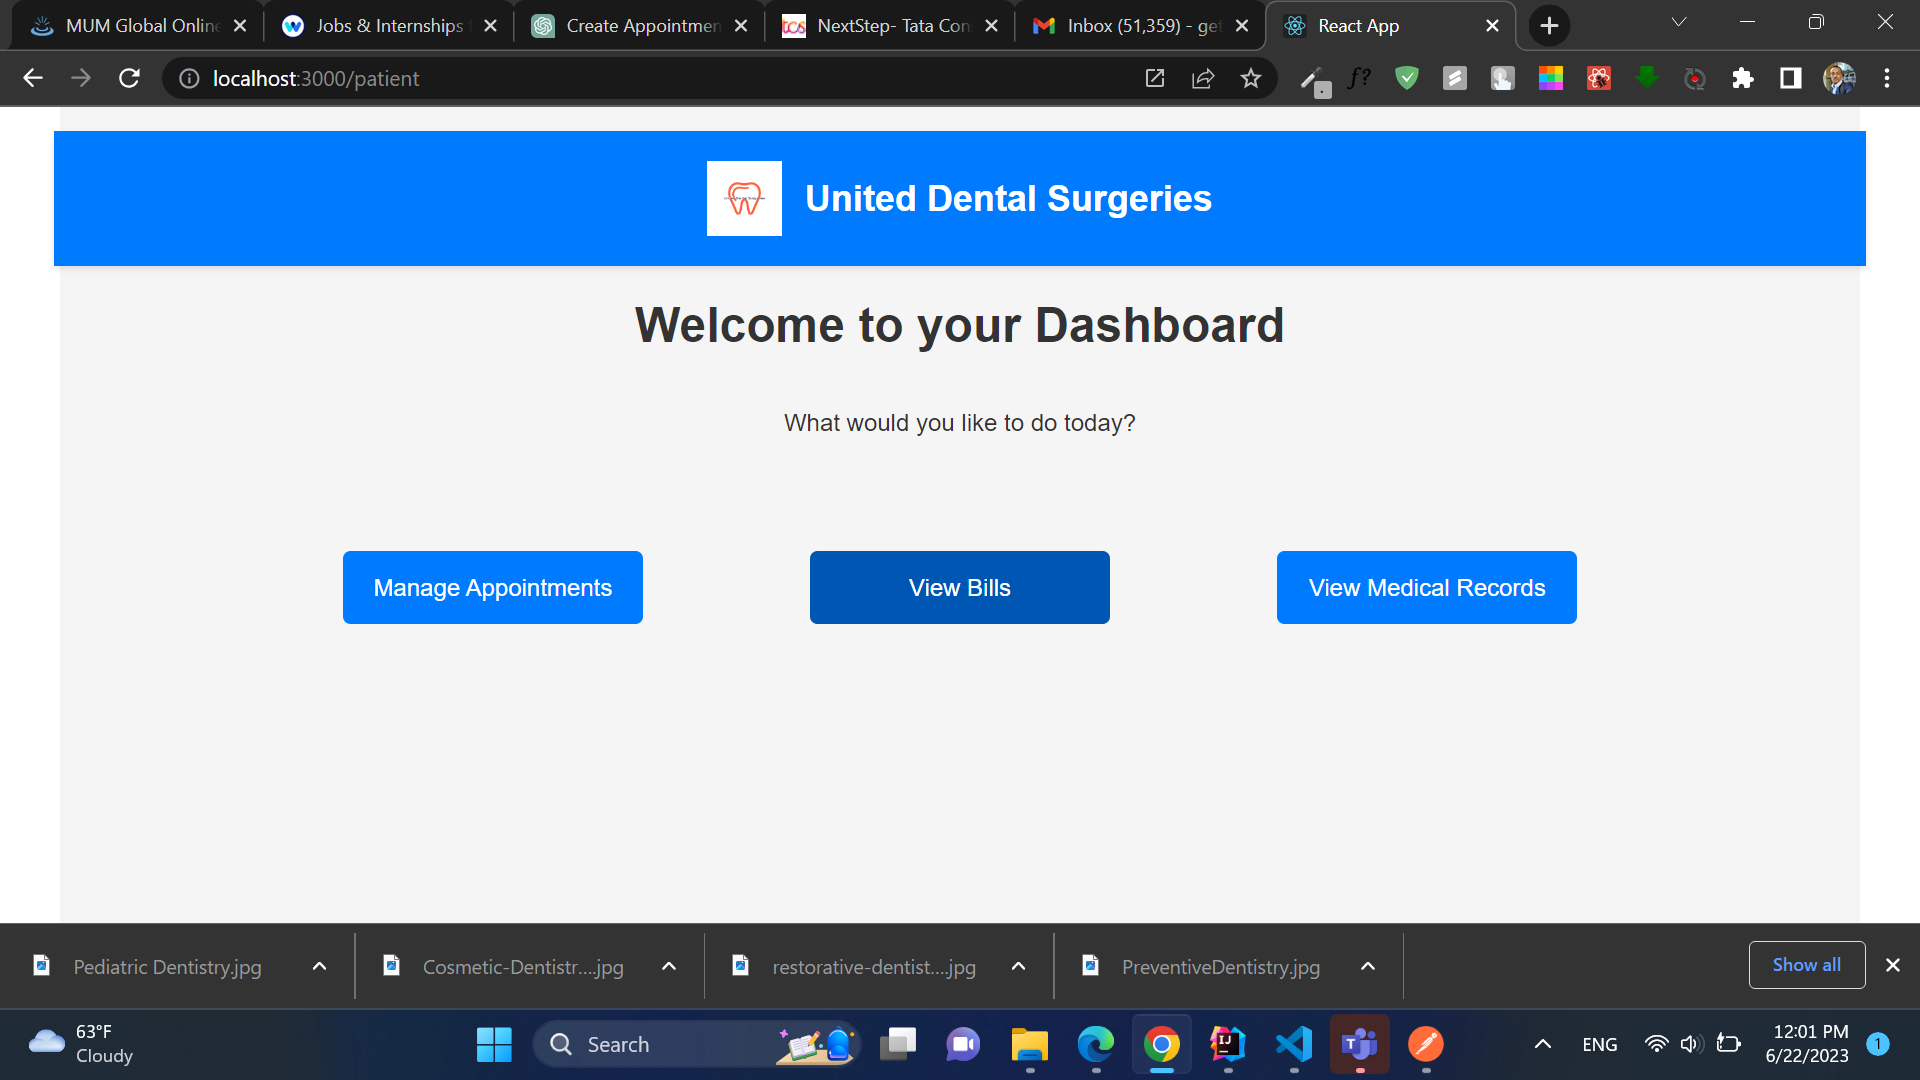 MUM Global Online
Jobs & Internships
Create Appointmen
NextStep- Tata Con
Inbox (51,359) - get
React App
localhost:3000/patient
United Dental Surgeries
Welcome to your Dashboard
What would you like to do today?
Manage Appointments
View Bills
View Medical Records
Pediatric Dentistry.jpg
Cosmetic-Dentistr....jpg
restorative-dentist....jpg
PreventiveDentistry.jpg
Show all
63°F
Cloudy
Search
ENG
12:01 PM
6/22/2023
1